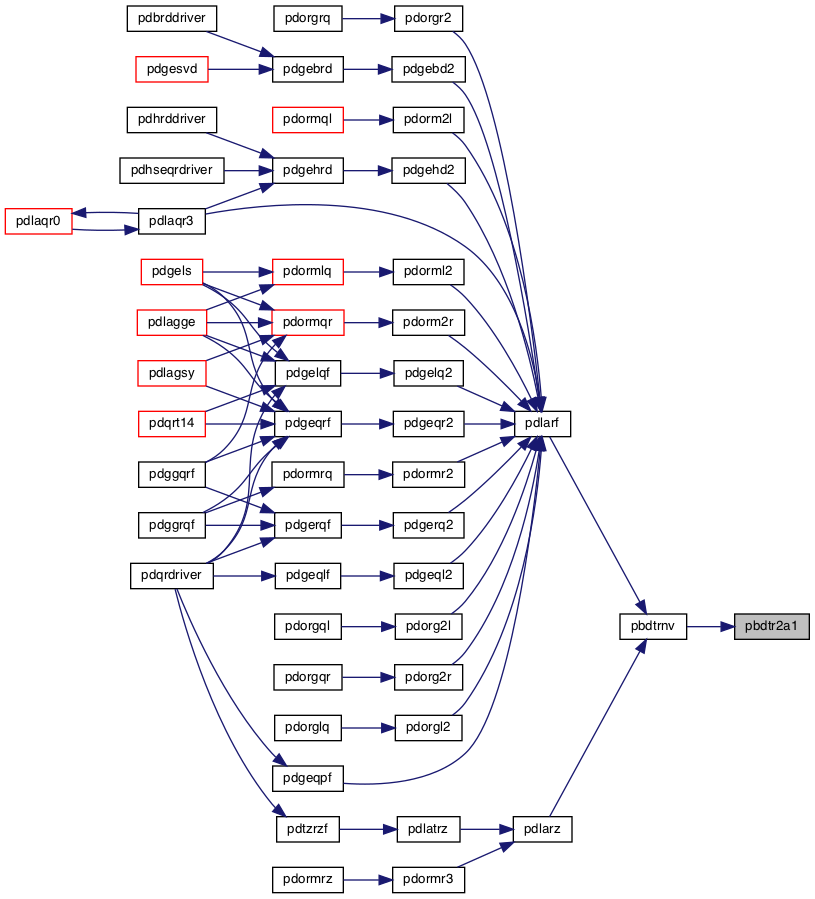 pdbrddriver pdorgrq pdorgr2
pdgesvd pdgebrd pdgebd2
pdhrddriver pdormql pdorm2l
pdhseqrdriver pdgehrd pdgehd2
pdlaqr0 pdlaqr3
pdgels pdormlq pdorml2
pdlagge pdormqr pdorm2r
pdlagsy pdgelqf pdgelq2
pdqrt14 pdgeqrf pdgeqr2 pdlarf
pdggqrf pdormrq pdormr2
pdggrqf pdgerqf pdgerq2
pdqrdriver pdgeqlf pdgeql2
pdorgql pdorg2l pbdtrnv pbdtr2a1
pdorgqr pdorg2r
pdorglq pdorgl2
pdgeqpf
pdtzrzf pdlatrz pdlarz
pdormrz pdormr3